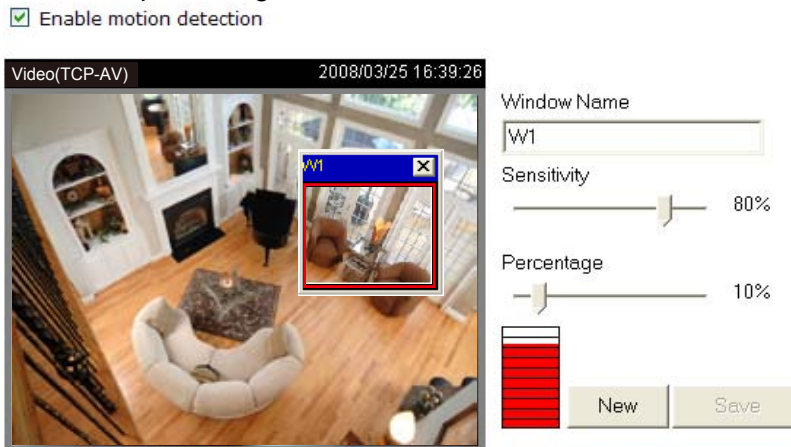 Enable motion detection
Video(TCP-AV) 2008/03/25 16:39:26
Window Name
W1
W1
Sensitivity
80%
Percentage
10%
New Save